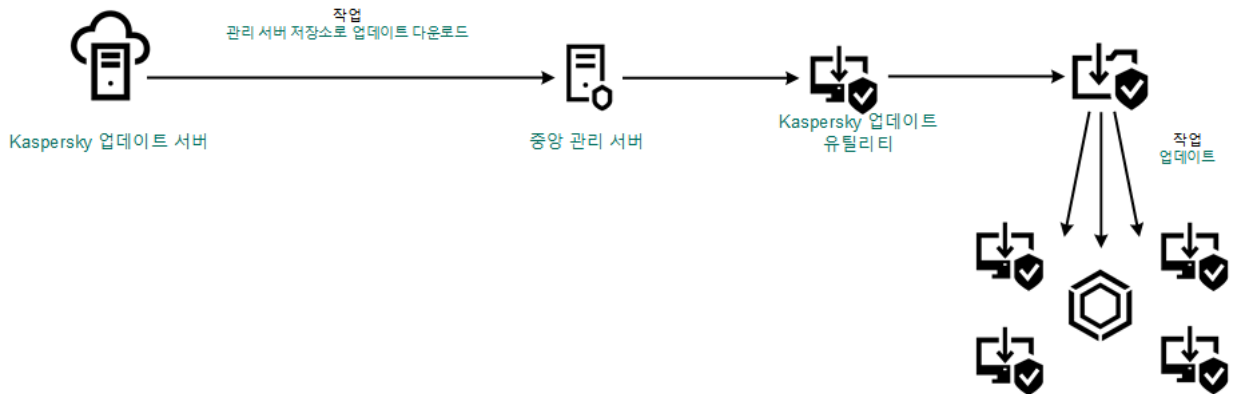 작업
관리 서버 저장소로 업데이트 다운로드
Kaspersky 업데이트 서버
중앙 관리 서버
Kaspersky 업데이트
유틸리티
작업
업데이트